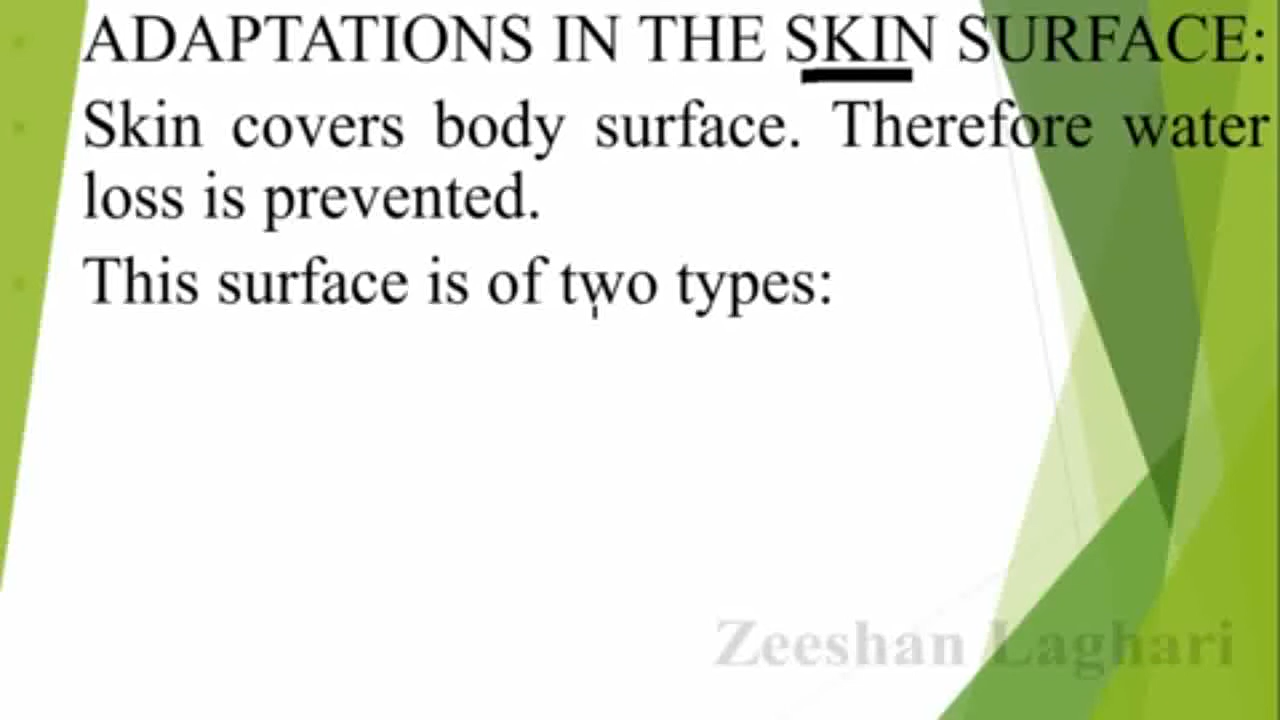 ADAPTATIONS IN THE SKIN SURFACE:
Skin covers body surface. Therefore water
loss is prevented.
This surface is of two types:
Zeeshan Laghari